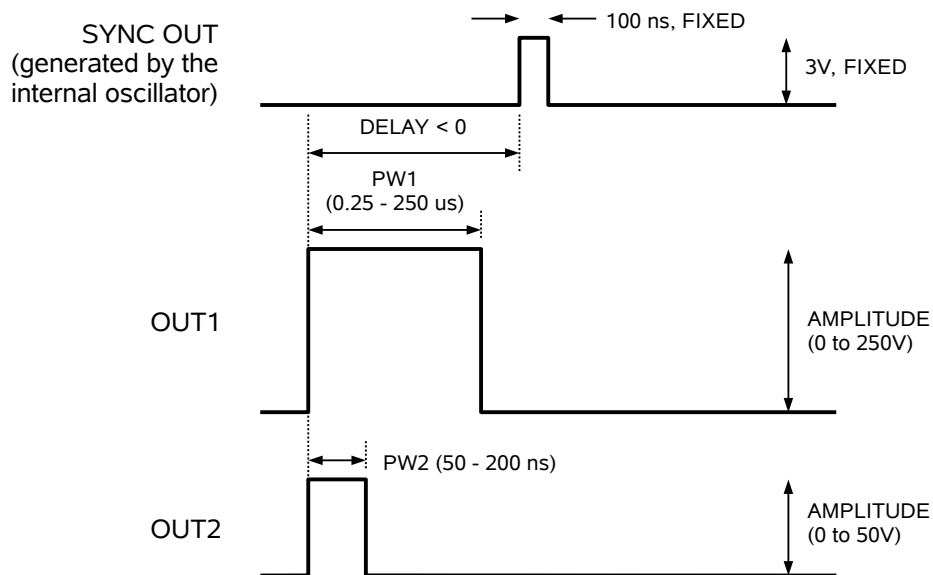 100 ns, FIXED
SYNC OUT
(generated by the
internal oscillator)
3V, FIXED
DELAY < 0
PW1
(0.25 - 250 us)
OUT1
AMPLITUDE
(0 to 250V)
PW2 (50 - 200 ns)
OUT2
AMPLITUDE
(0 to 50V)